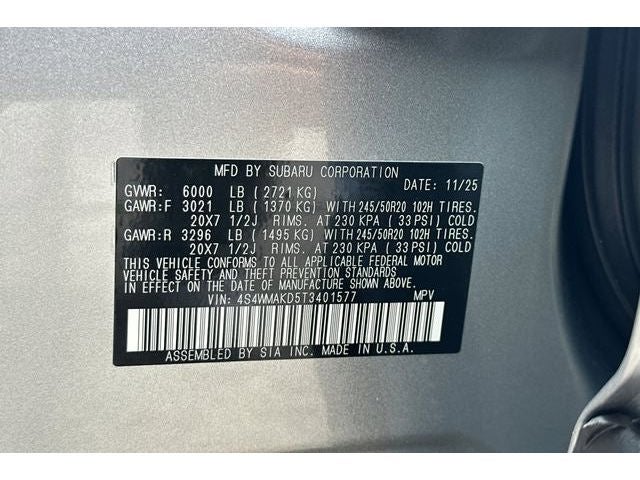 MFD BY SUBARU CORPORATION
GVWR: 6000 LB (2721 KG) DATE: 11/25
GAWR:F 3021 LB (1370 KG) WITH 245/50R20 102H TIRES.
20X7 1/2J RIMS. AT 230 KPA (33 PSI) COLD
GAWR:R 3296 LB (1495 KG) WITH 245/50R20 102H TIRES.
20X7 1/2J RIMS. AT 230 KPA (33 PSI) COLD
THIS VEHICLE CONFORMS TO ALL APPLICABLE FEDERAL MOTOR
VEHICLE SAFETY AND THEFT PREVENTION STANDARDS
IN EFFECT ON THE DATE OF MANUFACTURE SHOWN ABOVE.
VIN: 4S4WMAKD5T3401577 MPV
ASSEMBLED BY SIA INC. MADE IN U.S.A.